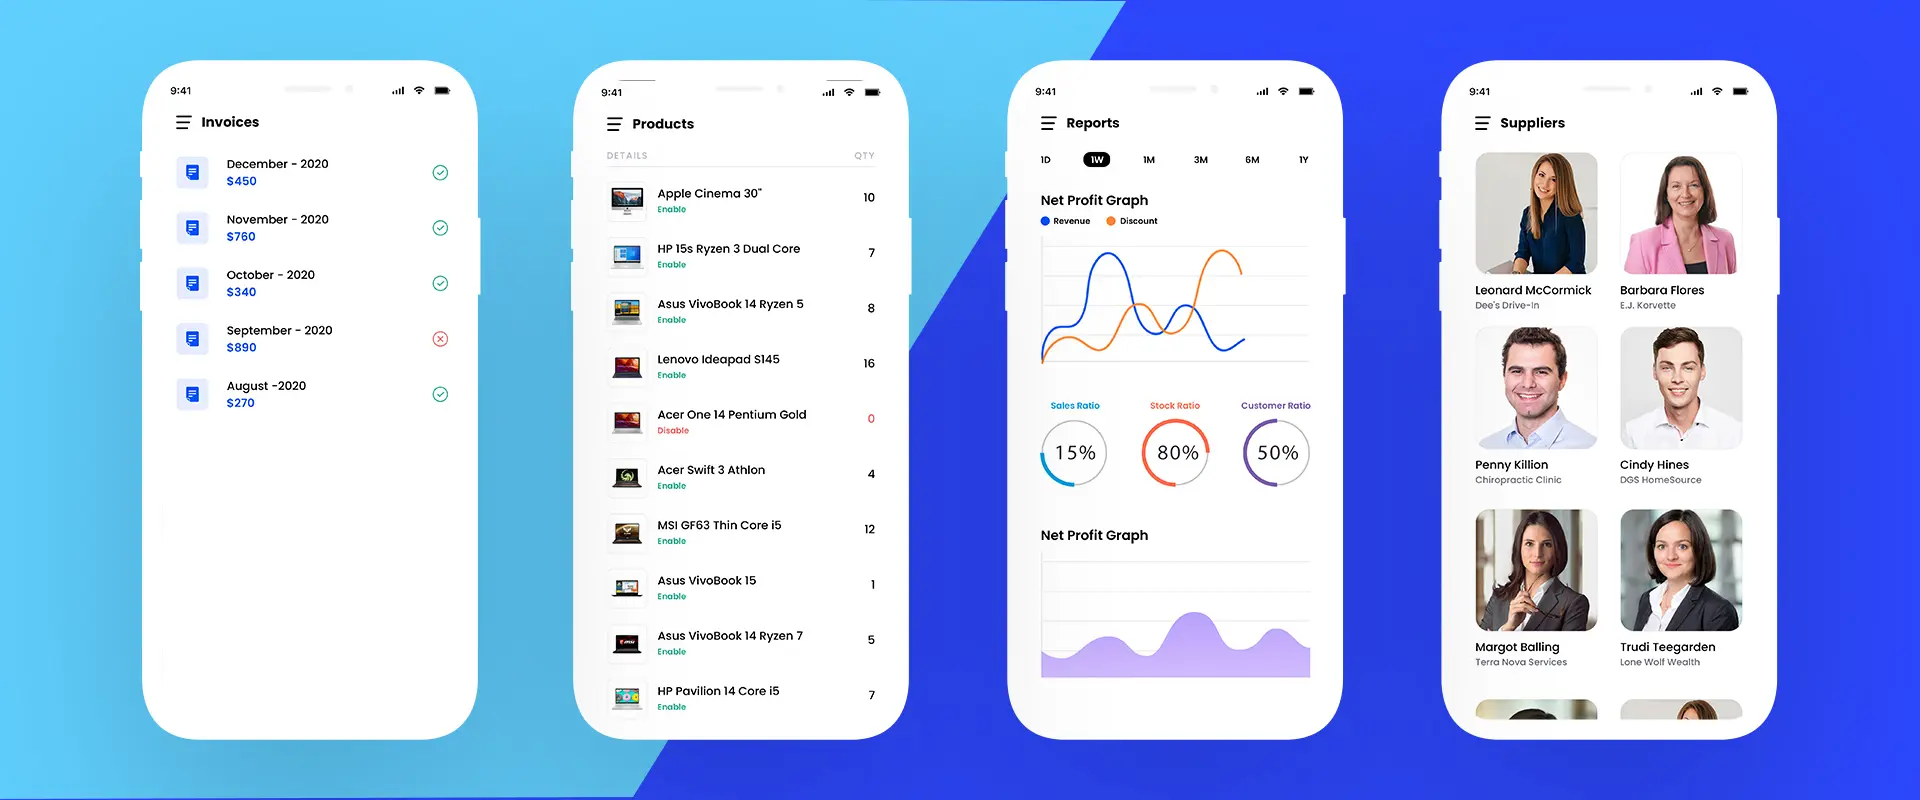 9:41
Invoices
December - 2020
$450
November - 2020
$760
October - 2020
$340
September - 2020
$890
August -2020
$270
9:41
Products
DETAILS QTY
Apple Cinema 30" 10
Enable
HP 15s Ryzen 3 Dual Core 7
Enable
Asus VivoBook 14 Ryzen 5 8
Enable
Lenovo Ideapad S145 16
Enable
Acer One 14 Pentium Gold 0
Disable
Acer Swift 3 Athlon 4
Enable
MSI GF63 Thin Core i5 12
Enable
Asus VivoBook 15 1
Enable
Asus VivoBook 14 Ryzen 7 5
Enable
HP Pavilion 14 Core i5 7
Enable
9:41
Reports
1D 1W 1M 3M 6M 1Y
Net Profit Graph
Revenue Discount
Sales Ratio Stock Ratio Customer Ratio
15% 80% 50%
Net Profit Graph
9:41
Suppliers
Leonard McCormick Barbara Flores
Dee's Drive-In E.J. Korvette
Penny Killion Cindy Hines
Chiropractic Clinic DGS HomeSource
Margot Balling Trudi Teegarden
Terra Nova Services Lone Wolf Wealth